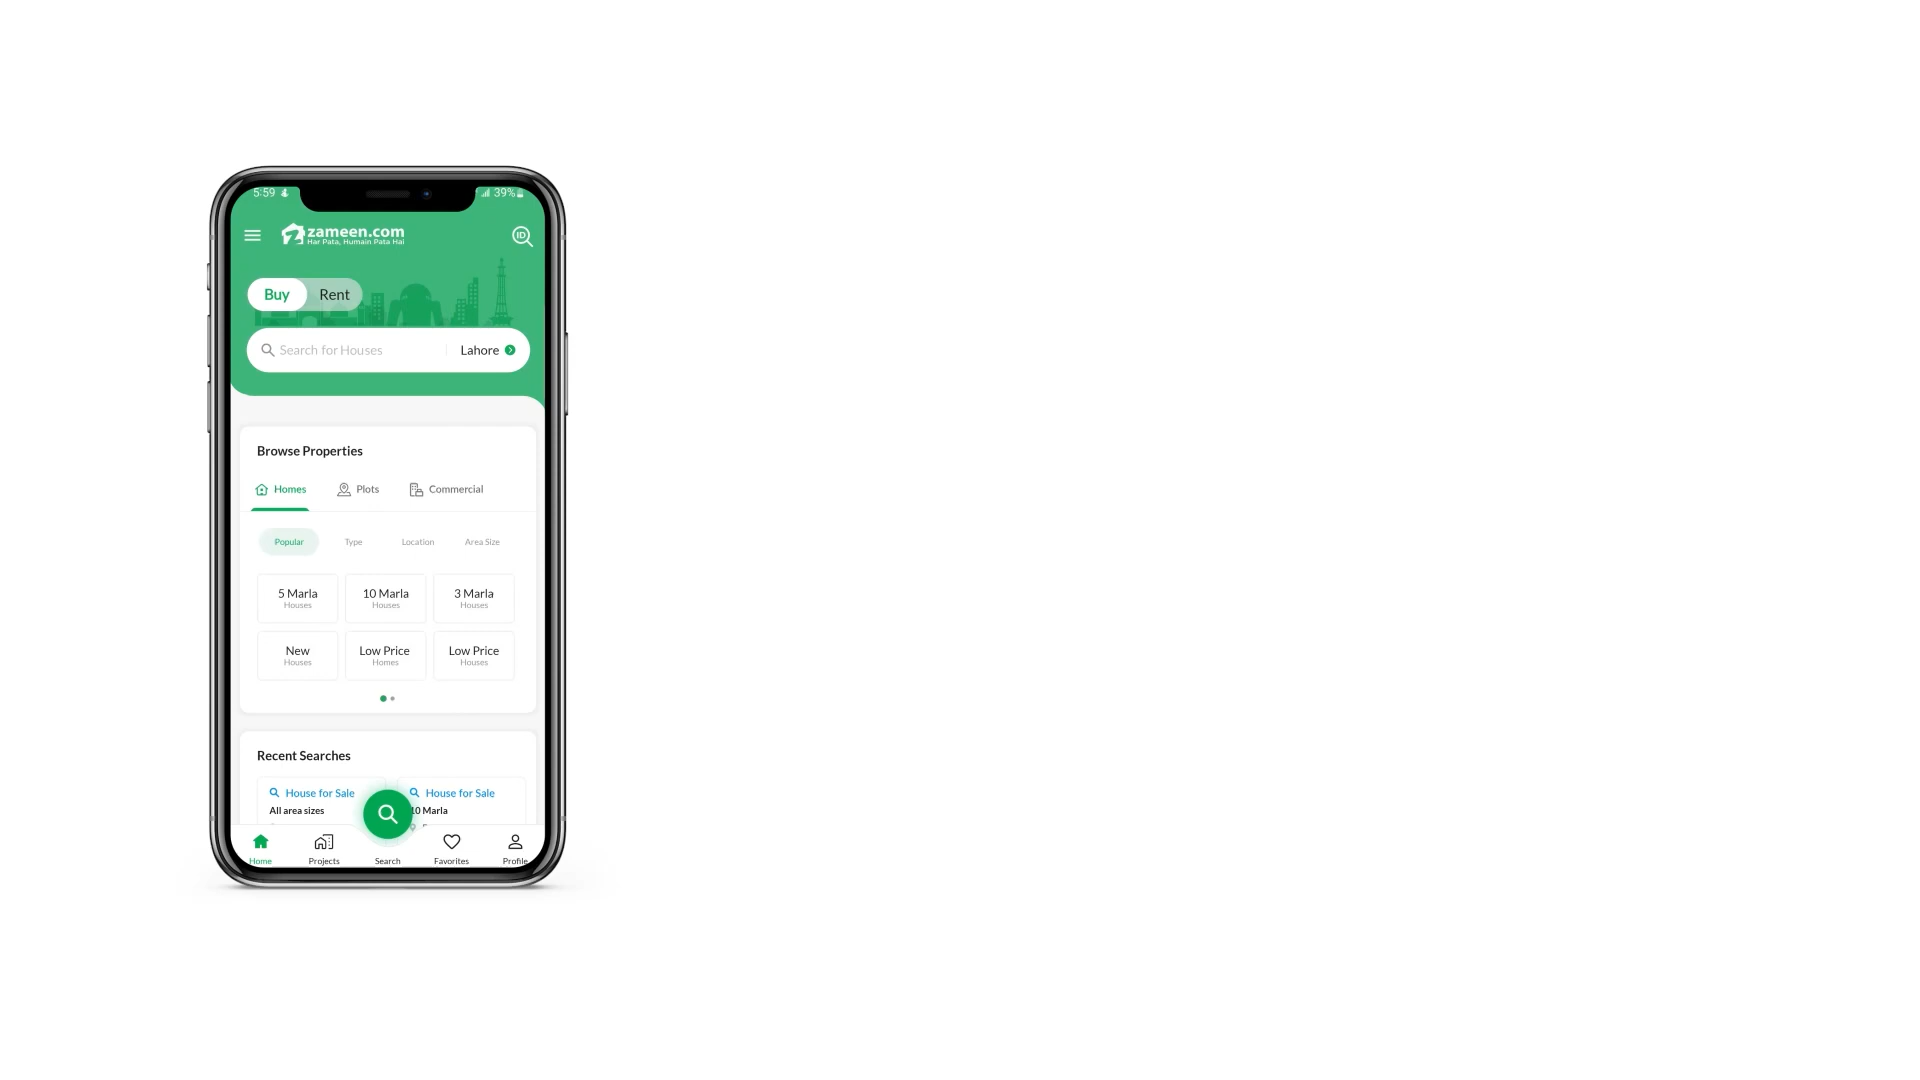 5:59 39%
zameen.com
Har Pata, Humain Pata Hai
ID
Buy Rent
Search for Houses Lahore
Browse Properties
Homes Plots Commercial
Popular Type Location Area Size
5 Marla 10 Marla 3 Marla
Houses Houses Houses
New Low Price Low Price
Houses Homes Houses
Recent Searches
House for Sale House for Sale
All area sizes 10 Marla
Home Projects Search Favorites Profile